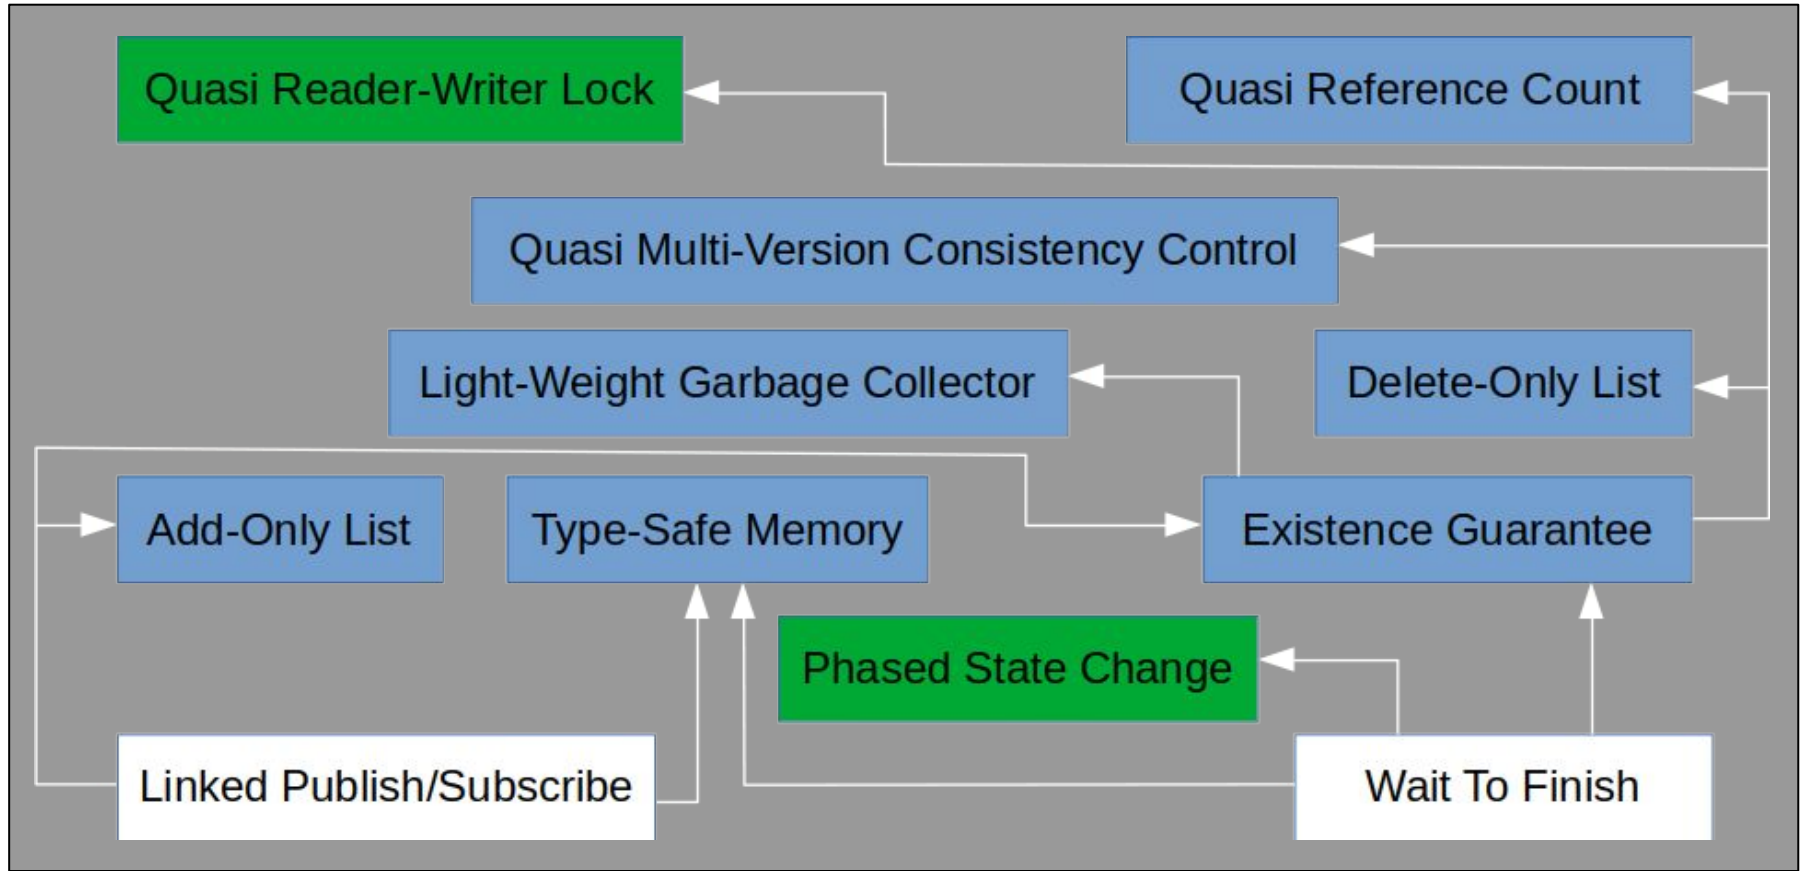 Quasi Reader-Writer Lock
Quasi Reference Count
Quasi Multi-Version Consistency Control
Light-Weight Garbage Collector
Delete-Only List
Add-Only List
Type-Safe Memory
Existence Guarantee
Phased State Change
Linked Publish/Subscribe
Wait To Finish